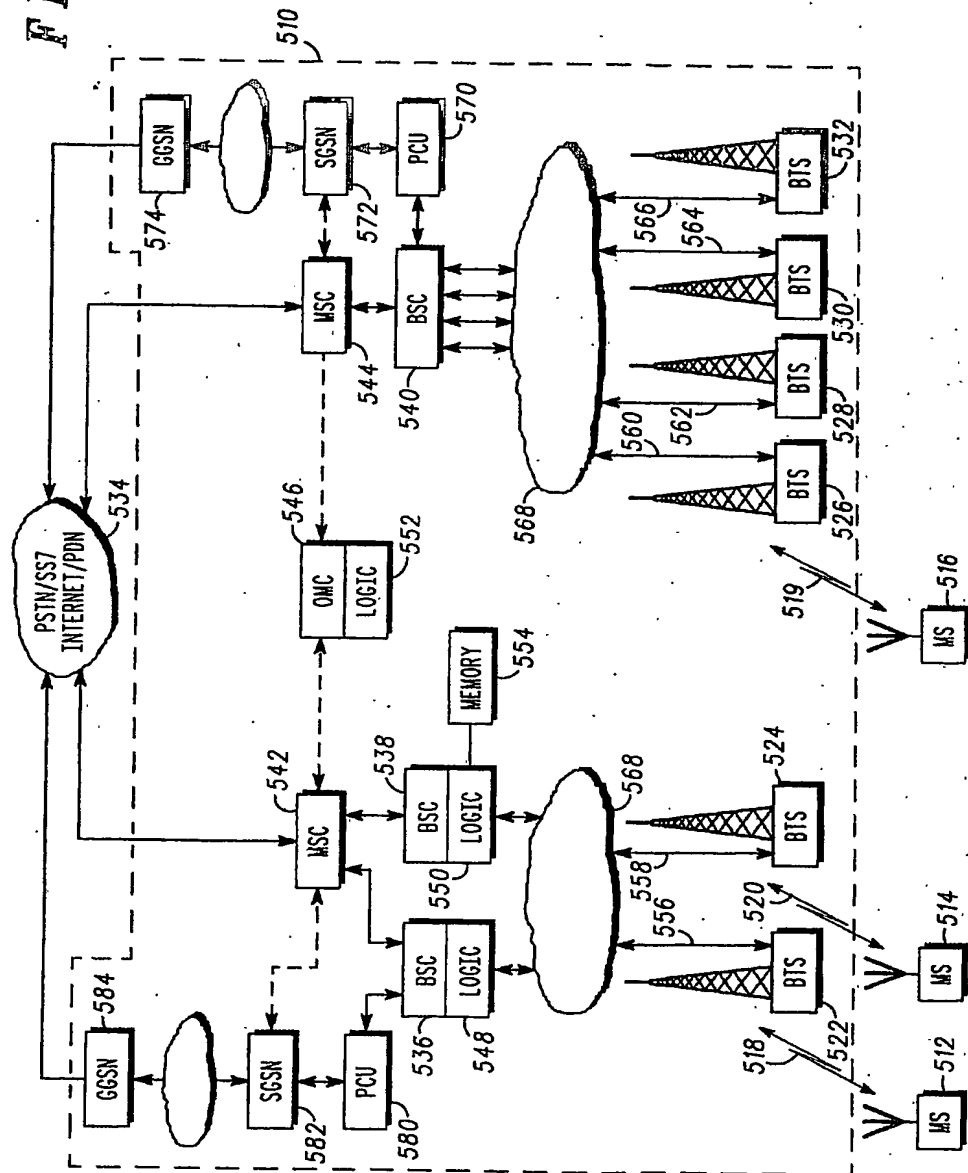 FI
510
PSTN/SS7
INTERNET/PDN
534
584
GGSN
GGSN
574
SGSN
582
542
MSC
546
OMC
LOGIC
552
MSC
544
SGSN
572
PCU
580
538
BSC
LOGIC
536
548
BSC
LOGIC
550
MEMORY
554
BSC
540
PCU
570
568
568
556
558
560
562
564
566
BTS
522
524
BTS
BTS
526
BTS
528
BTS
530
BTS
532
518
520
519
MS
512
MS
514
MS
516